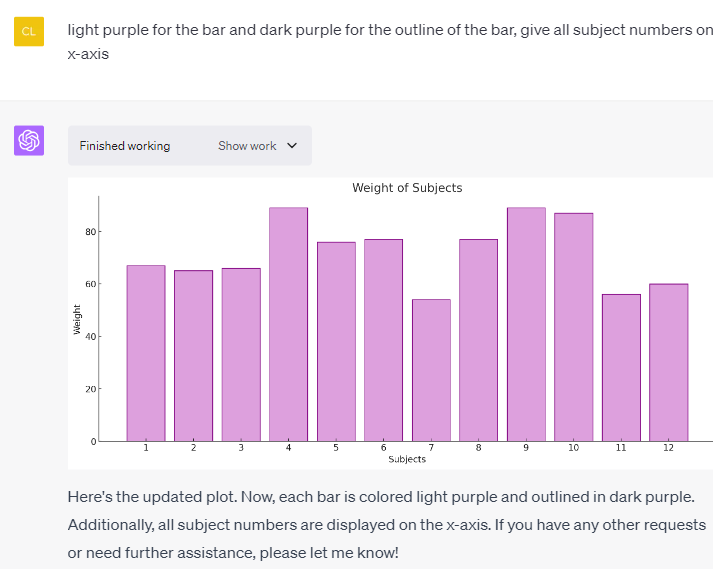 CL
light purple for the bar and dark purple for the outline of the bar, give all subject numbers on
x-axis
Finished working Show work
Weight of Subjects
80
60
40
20
0
Weight
1 2 3 4 5 6 7 8 9 10 11 12
Subjects
Here's the updated plot. Now, each bar is colored light purple and outlined in dark purple.
Additionally, all subject numbers are displayed on the x-axis. If you have any other requests
or need further assistance, please let me know!